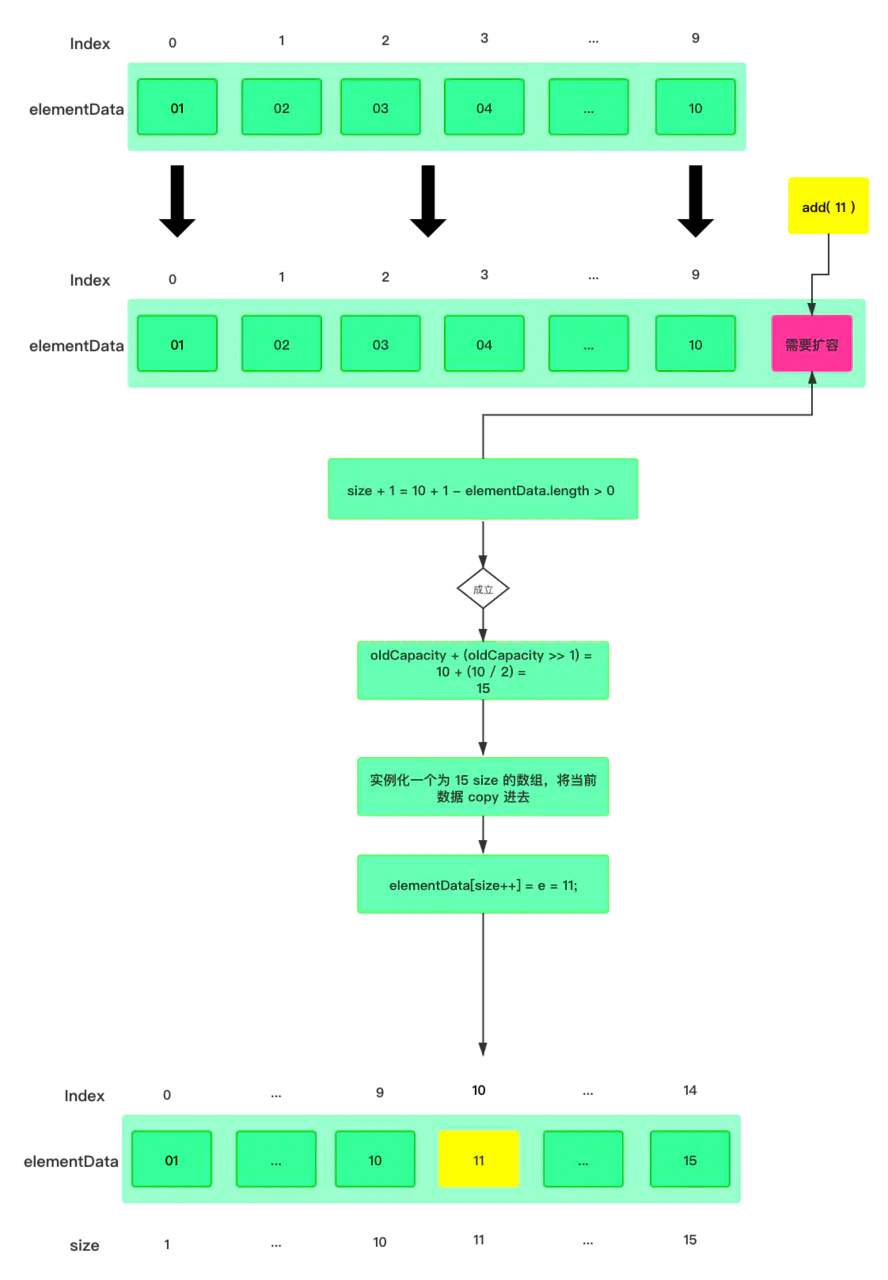 Index 0 1 2 3 ... 9
elementData 01 02 03 04 ... 10
add( 11 )
Index 0 1 2 3 ... 9
elementData 01 02 03 04 ... 10 需要扩容
size + 1 = 10 + 1 – elementData.length > 0
成立
oldCapacity + (oldCapacity >> 1) =
10 + (10 / 2) =
15
实例化一个为 15 size 的数组，将当前
数据 copy 进去
elementData[size++] = e = 11;
Index 0 ... 9 10 ... 14
elementData 01 ... 10 11 ... 15
size 1 ... 10 11 ... 15